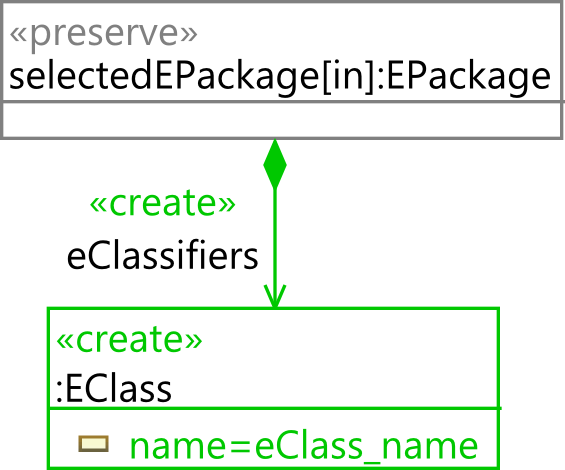 «preserve»
selectedEPackage[in]:EPackage
«create»
eClassifiers
«create»
:EClass
name=eClass_name